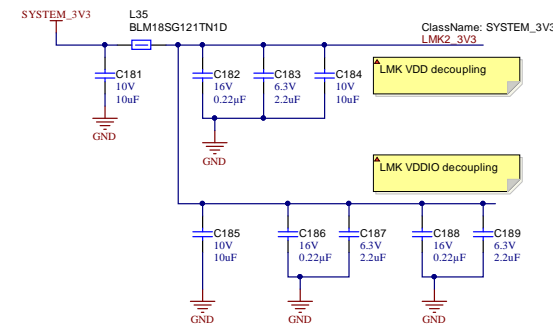 SYSTEM_3V3
L35
BLM18SG121TN1D
ClassName: SYSTEM_3V3
LMK2_3V3
C181
10V
10uF
C182
16V
0.22µF
C183
6.3V
2.2uF
C184
10V
10uF
LMK VDD decoupling
GND
GND
LMK VDDIO decoupling
C185
10V
10uF
C186
16V
0.22µF
C187
6.3V
2.2uF
C188
16V
0.22µF
C189
6.3V
2.2uF
GND
GND
GND